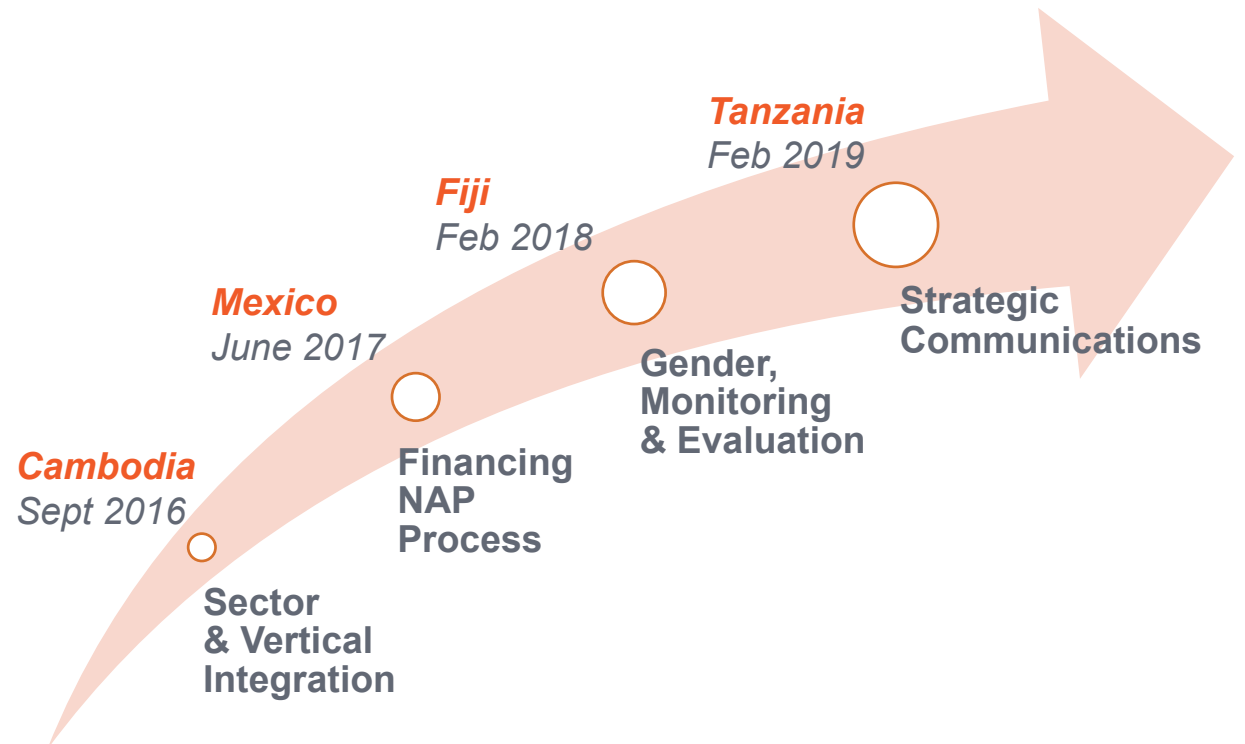 Tanzania
Feb 2019
Fiji
Feb 2018
Mexico
June 2017
Cambodia
Sept 2016
Strategic
Communications
Gender,
Monitoring
& Evaluation
Financing
NAP
Process
Sector
& Vertical
Integration